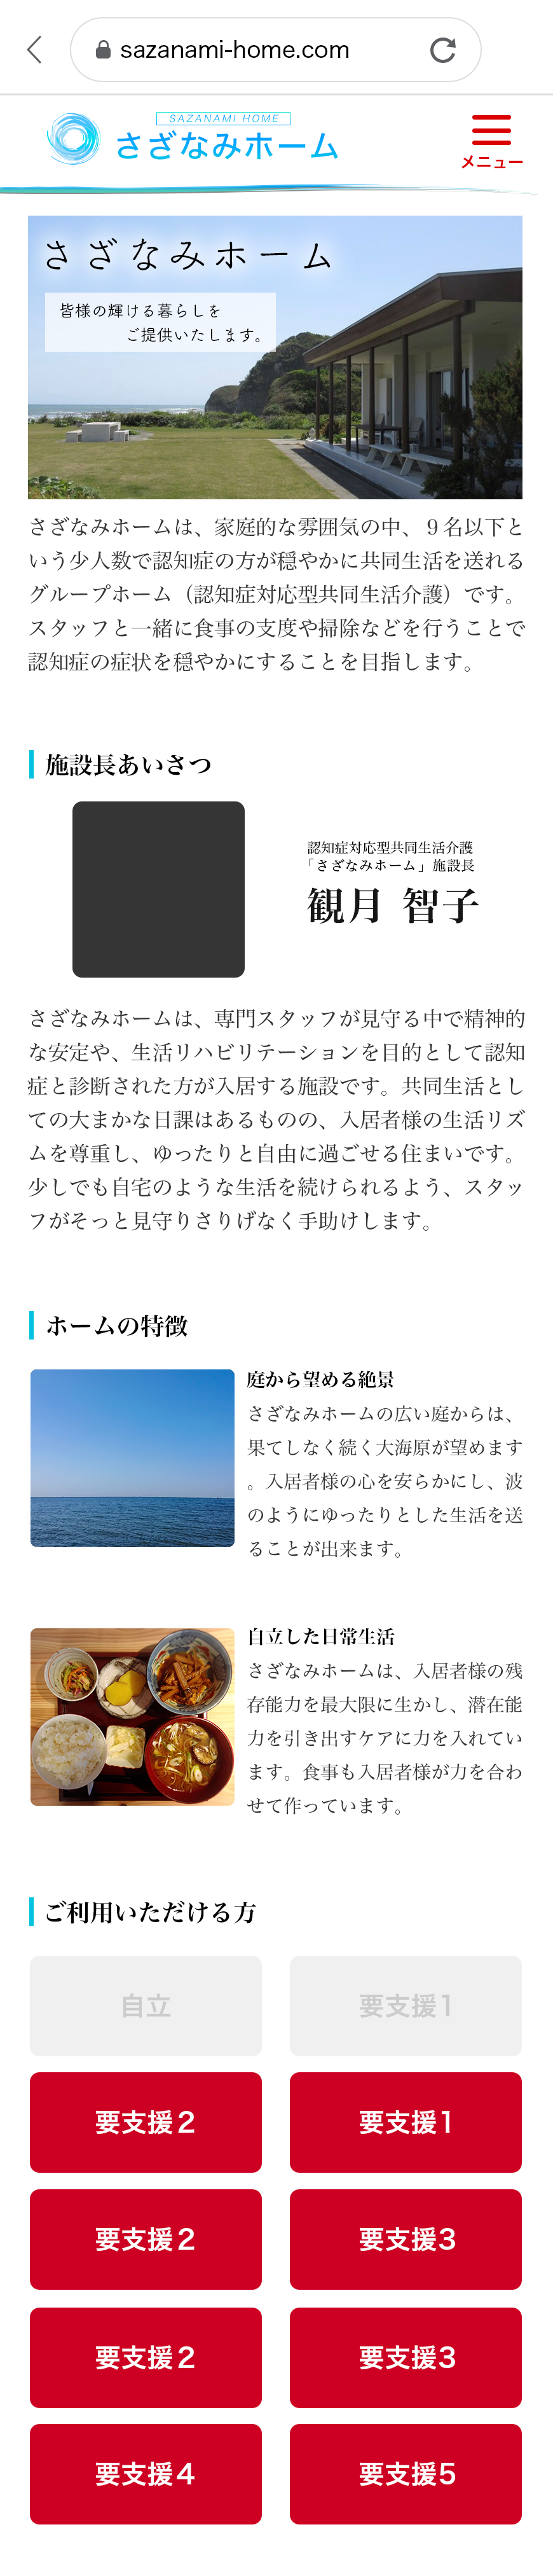 sazanami-home.com
SAZANAMI HOME
さざなみホーム
メニュー
さざなみホーム
皆様の輝ける暮らしを
ご提供いたします。
さざなみホームは、家庭的な雰囲気の中、９名以下と
いう少人数で認知症の方が穏やかに共同生活を送れる
グループホーム（認知症対応型共同生活介護）です。
スタッフと一緒に食事の支度や掃除などを行うことで
認知症の症状を穏やかにすることを目指します。
施設長あいさつ
認知症対応型共同生活介護
「さざなみホーム」施設長
観月 智子
さざなみホームは、専門スタッフが見守る中で精神的
な安定や、生活リハビリテーションを目的として認知
症と診断された方が入居する施設です。共同生活とし
ての大まかな日課はあるものの、入居者様の生活リズ
ムを尊重し、ゆったりと自由に過ごせる住まいです。
少しでも自宅のような生活を続けられるよう、スタッ
フがそっと見守りさりげなく手助けします。
ホームの特徴
庭から望める絶景
さざなみホームの広い庭からは、
果てしなく続く大海原が望めます
。入居者様の心を安らかにし、波
のようにゆったりとした生活を送
ることが出来ます。
自立した日常生活
さざなみホームは、入居者様の残
存能力を最大限に生かし、潜在能
力を引き出すケアに力を入れてい
ます。食事も入居者様が力を合わ
せて作っています。
ご利用いただける方
自立
要支援1
要支援２
要支援1
要支援２
要支援3
要支援２
要支援3
要支援4
要支援5